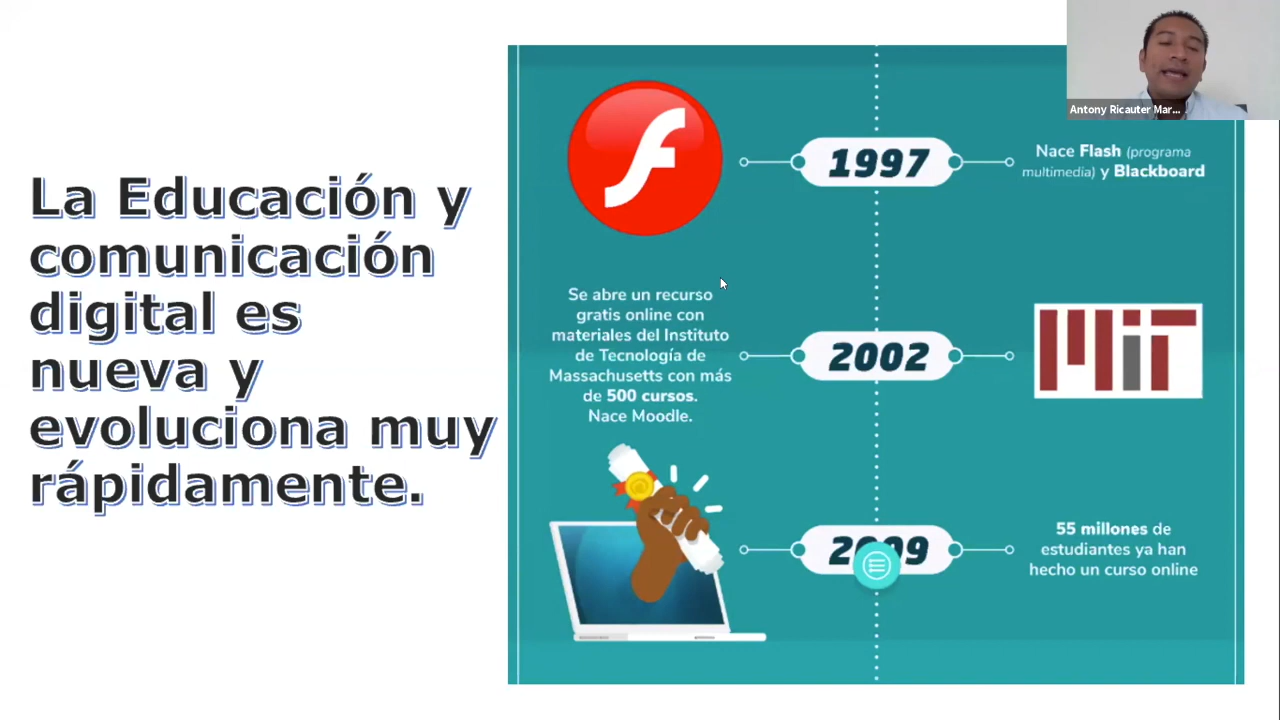 La Educación y
comunicación
digital es
nueva y
evoluciona muy
rápidamente.
1997
Nace Flash (programa
multimedia) y Blackboard
Se abre un recurso
gratis online con
materiales del Instituto
de Tecnología de
Massachusetts con más
de 500 cursos.
Nace Moodle.
2002
MIT
2009
55 millones de
estudiantes ya han
hecho un curso online
Antony Ricauter Mar...